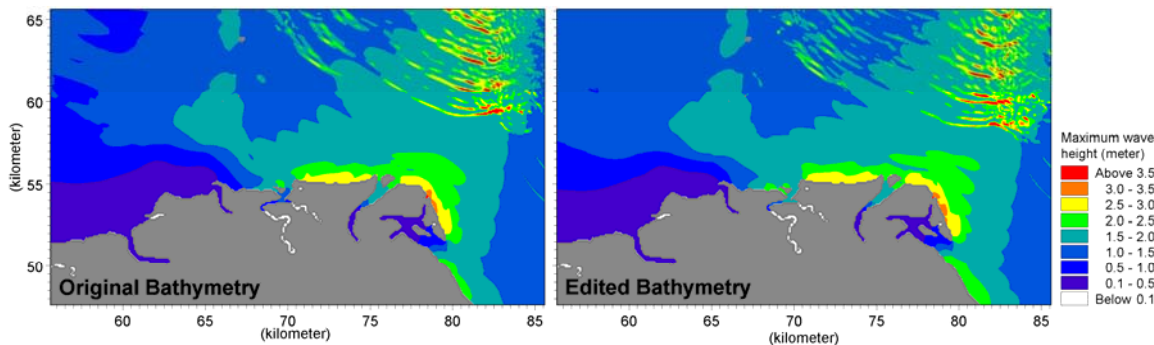 65
60
55
50
(kilometer)
Original Bathymetry
60 65 70 75 80 85
(kilometer)
Edited Bathymetry
60 65 70 75 80 85
(kilometer)
Maximum wave
height (meter)
Above 3.5
3.0 - 3.5
2.5 - 3.0
2.0 - 2.5
1.5 - 2.0
1.0 - 1.5
0.5 - 1.0
0.1 - 0.5
Below 0.1